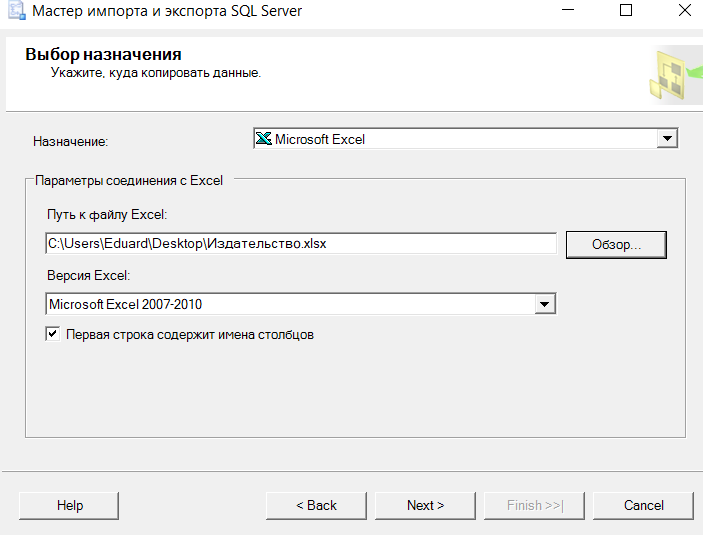 Мастер импорта и экспорта SQL Server
Выбор назначения
Укажите, куда копировать данные.
Назначение:
Microsoft Excel
Параметры соединения с Excel
Путь к файлу Excel:
C:\Users\Eduard\Desktop\Издательство.xlsx
Обзор...
Версия Excel:
Microsoft Excel 2007-2010
Первая строка содержит имена столбцов
Help
< Back
Next >
Finish >>|
Cancel